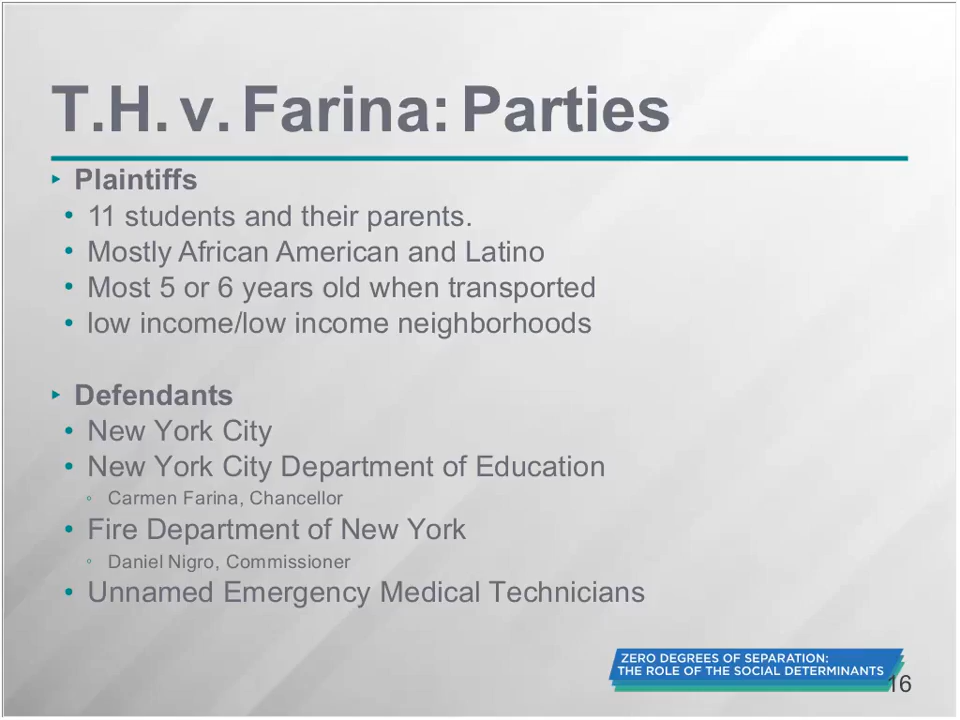 T.H. v. Farina: Parties
‣ Plaintiffs
• 11 students and their parents.
• Mostly African American and Latino
• Most 5 or 6 years old when transported
• low income/low income neighborhoods
‣ Defendants
• New York City
• New York City Department of Education
◦ Carmen Farina, Chancellor
• Fire Department of New York
◦ Daniel Nigro, Commissioner
• Unnamed Emergency Medical Technicians
ZERO DEGREES OF SEPARATION:
THE ROLE OF THE SOCIAL DETERMINANTS
16